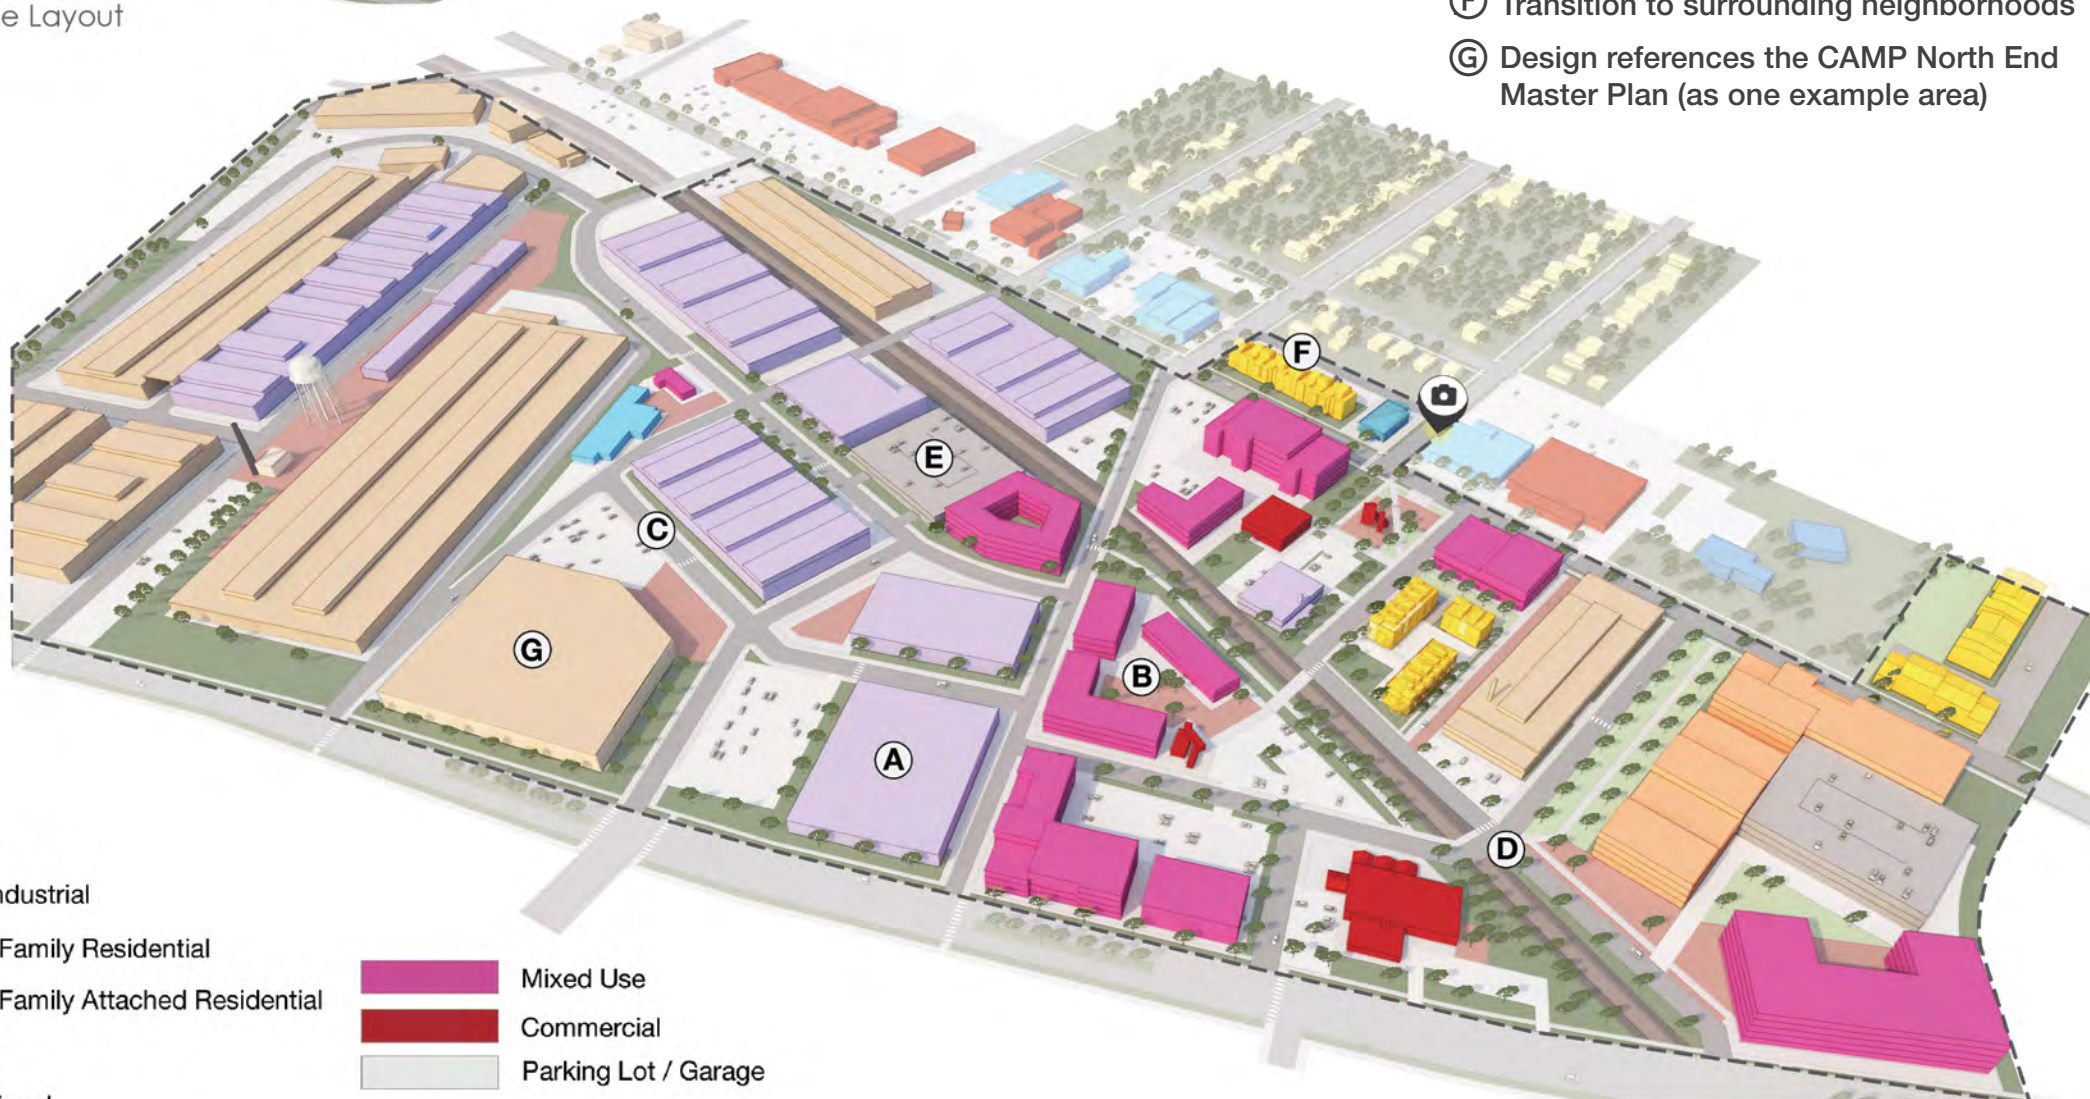 e Layout
Ⓕ Transition to surrounding neighborhoods
Ⓖ Design references the CAMP North End
Master Plan (as one example area)
F
E
C
B
G
A
D
ndustrial
Family Residential
Family Attached Residential
Mixed Use
Commercial
Parking Lot / Garage